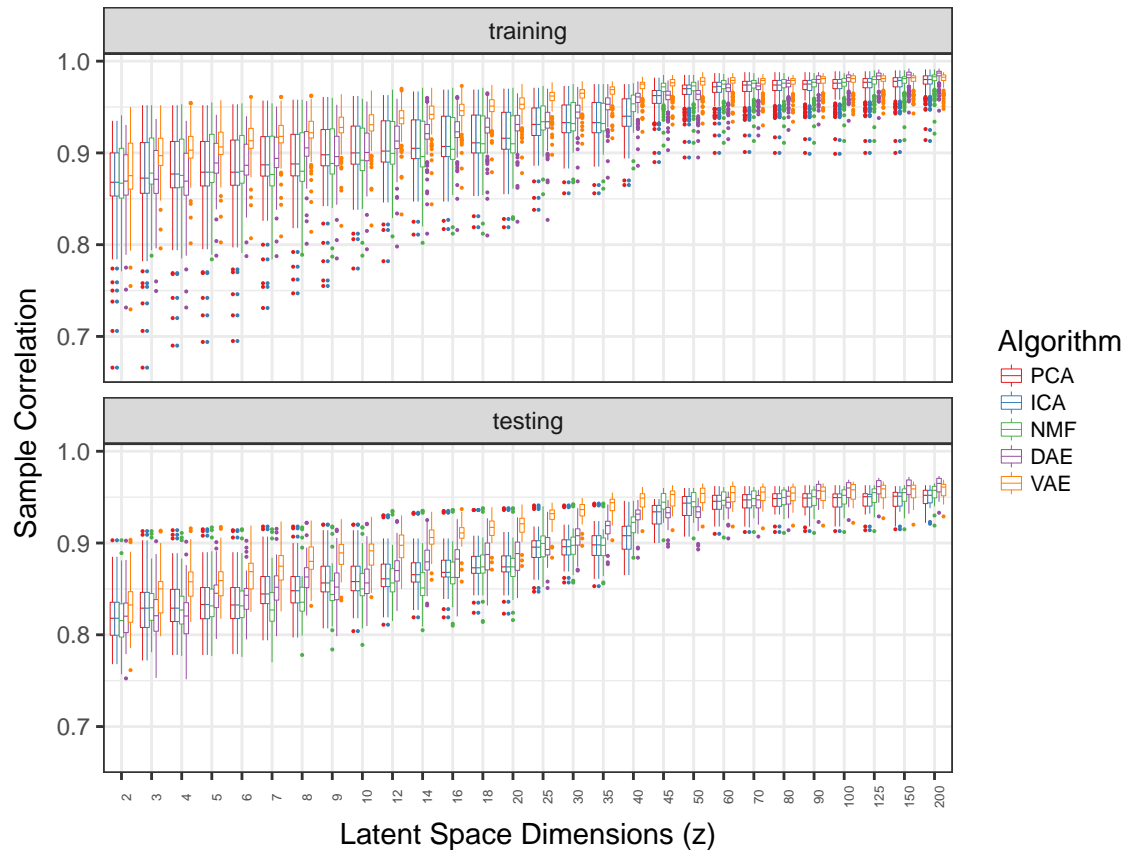 training
1.0
0.9
0.8
0.7
testing
1.0
0.9
0.8
0.7
Sample Correlation
2 3 4 5 6 7 8 9 10 12 14 16 18 20 25 30 35 40 45 50 60 70 80 90 100 125 150 200
Latent Space Dimensions (z)
Algorithm
PCA
ICA
NMF
DAE
VAE